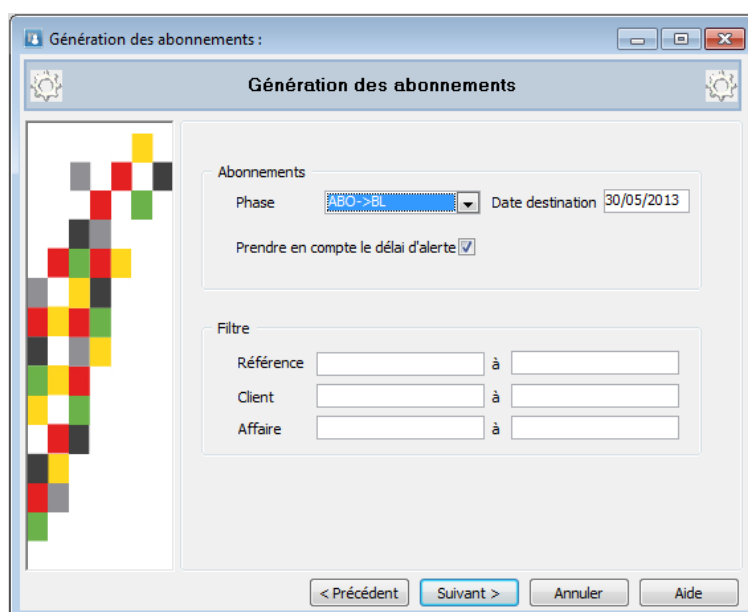 Génération des abonnements :
Génération des abonnements
Abonnements
Phase ABO->BL Date destination 30/05/2013
Prendre en compte le délai d'alerte
Filtre
Référence à
Client à
Affaire à
< Précédent Suivant > Annuler Aide